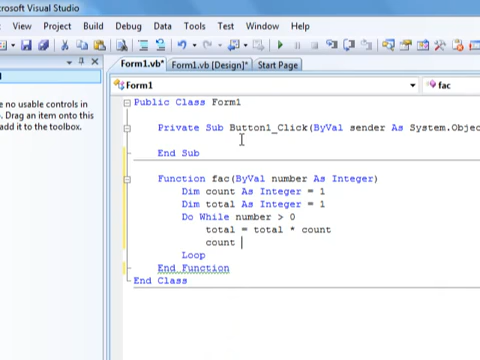 crosoft Visual Studio
View Project Build Debug Data Tools Test Window Help
Form1.vb* Form1.vb [Design]* Start Page
Form1 fac
Public Class Form1
Private Sub Button1_Click(ByVal sender As System.Objec
End Sub
Function fac(ByVal number As Integer)
Dim count As Integer = 1
Dim total As Integer = 1
Do While number > 0
total = total * count
count
Loop
End Function
End Class
e no usable controls in
. Drag an item onto this
add it to the toolbox.